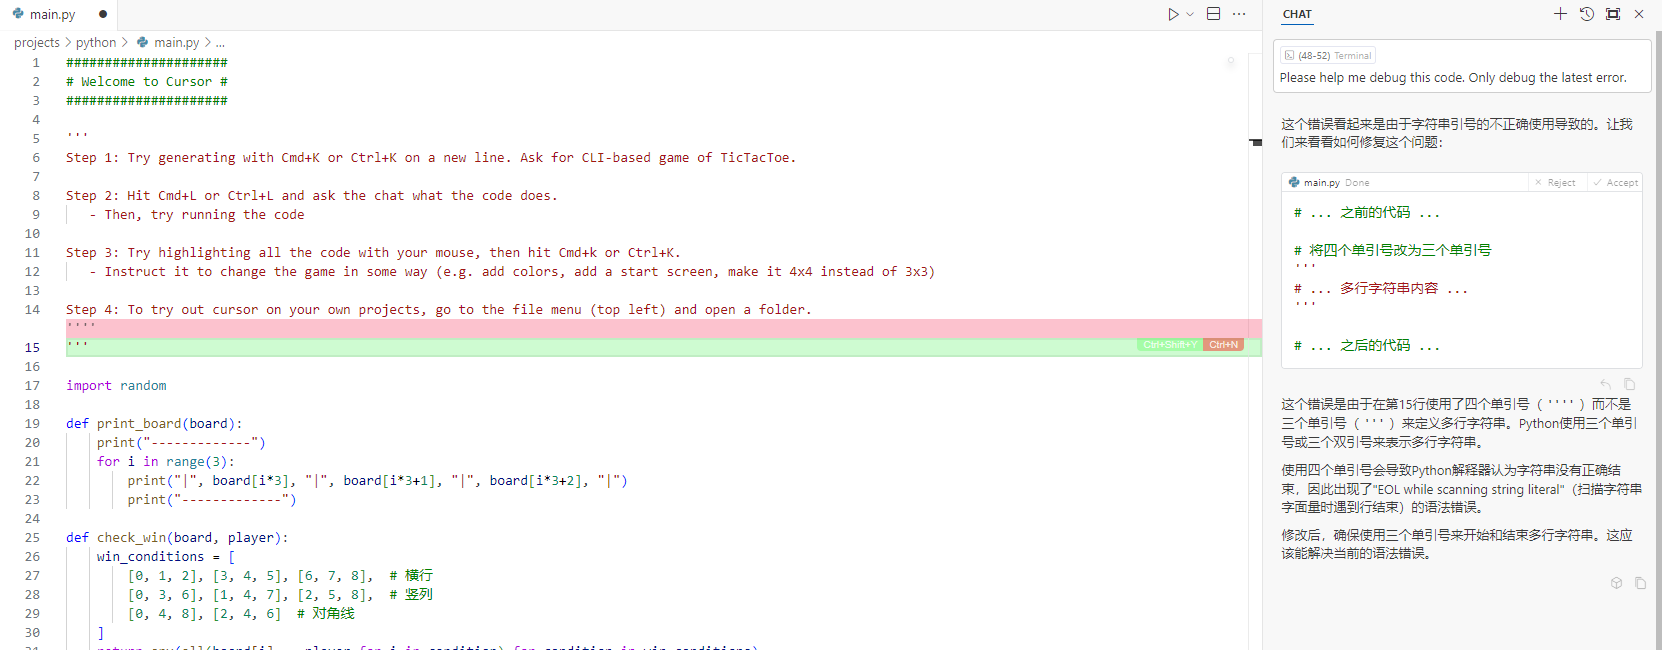 main.py ●
projects > python > main.py > ...
1 #####################
2 # Welcome to Cursor #
3 #####################
4
5 '''
6 Step 1: Try generating with Cmd+K or Ctrl+K on a new line. Ask for CLI-based game of TicTacToe.
7
8 Step 2: Hit Cmd+L or Ctrl+L and ask the chat what the code does.
9    - Then, try running the code
10
11 Step 3: Try highlighting all the code with your mouse, then hit Cmd+k or Ctrl+K.
12    - Instruct it to change the game in some way (e.g. add colors, add a start screen, make it 4x4 instead of 3x3)
13
14 Step 4: To try out cursor on your own projects, go to the file menu (top left) and open a folder.
''''
15 '''
Ctrl+Shift+Y Ctrl+N
16
17 import random
18
19 def print_board(board):
20     print("-------------")
21     for i in range(3):
22         print("|", board[i*3], "|", board[i*3+1], "|", board[i*3+2], "|")
23         print("-------------")
24
25 def check_win(board, player):
26     win_conditions = [
27         [0, 1, 2], [3, 4, 5], [6, 7, 8],  # 横行
28         [0, 3, 6], [1, 4, 7], [2, 5, 8],  # 竖列
29         [0, 4, 8], [2, 4, 6]  # 对角线
30     ]
CHAT
(48-52) Terminal
Please help me debug this code. Only debug the latest error.
这个错误看起来是由于字符串引号的不正确使用导致的。让我
们来看看如何修复这个问题：
main.py Done × Reject ✓ Accept
# ... 之前的代码 ...
# 将四个单引号改为三个单引号
'''
# ... 多行字符串内容 ...
'''
# ... 之后的代码 ...
这个错误是由于在第15行使用了四个单引号（ '''' ）而不是
三个单引号（ ''' ）来定义多行字符串。Python使用三个单引
号或三个双引号来表示多行字符串。
使用四个单引号会导致Python解释器认为字符串没有正确结
束，因此出现了"EOL while scanning string literal"（扫描字符串
字面量时遇到行结束）的语法错误。
修改后，确保使用三个单引号来开始和结束多行字符串。这应
该能解决当前的语法错误。